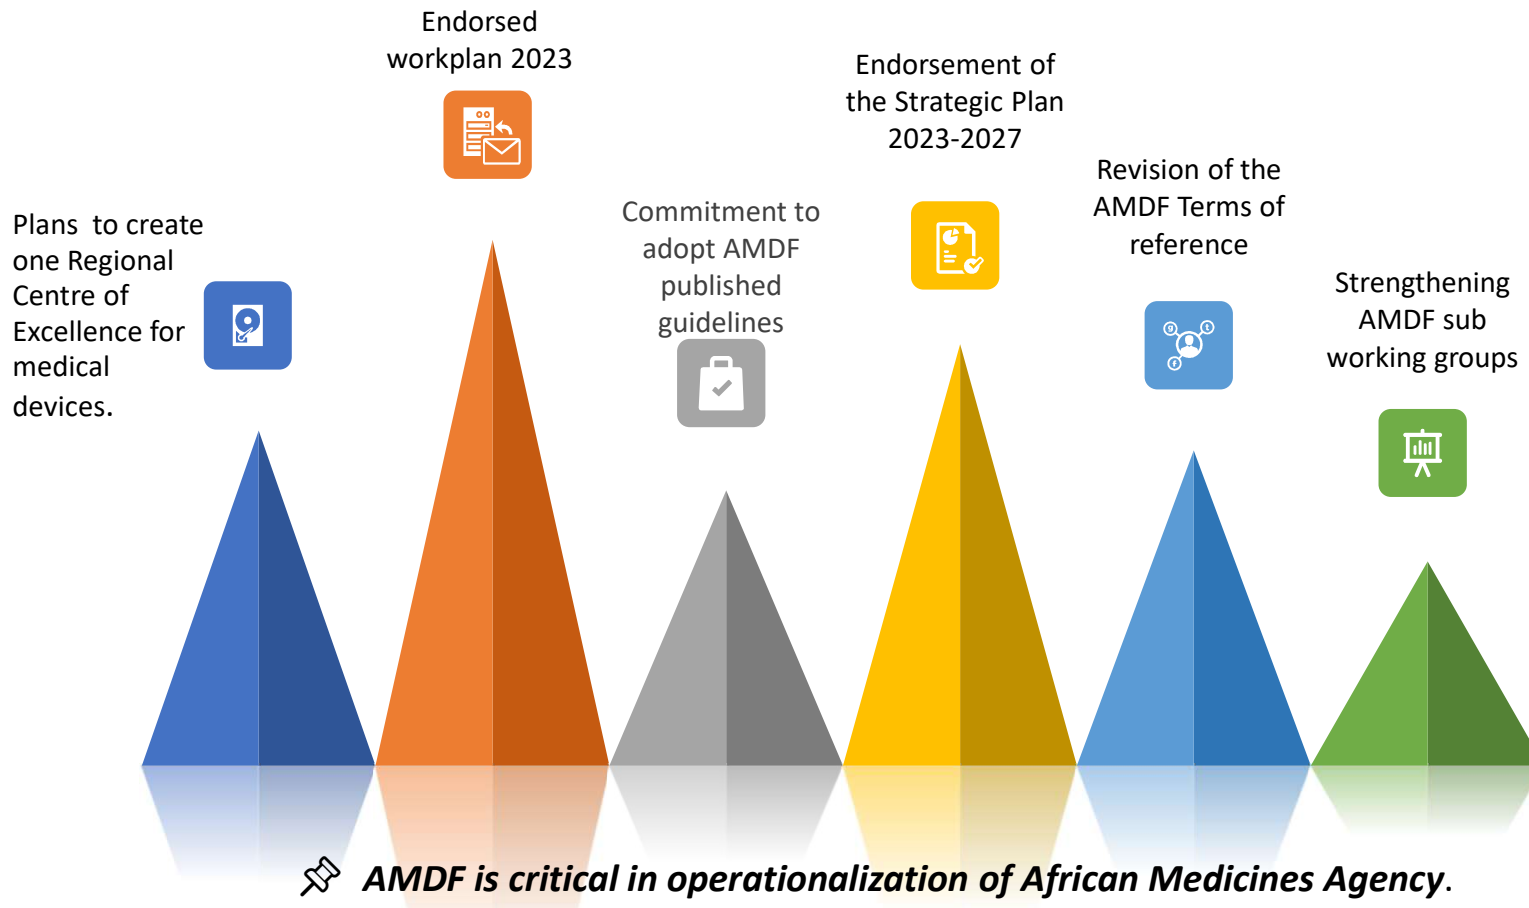 Plans to create
one Regional
Centre of
Excellence for
medical
devices.
Endorsed
workplan 2023
Commitment to
adopt AMDF
published
guidelines
Endorsement of
the Strategic Plan
2023-2027
Revision of the
AMDF Terms of
reference
g
t
f
Strengthening
AMDF sub
working groups
AMDF is critical in operationalization of African Medicines Agency.